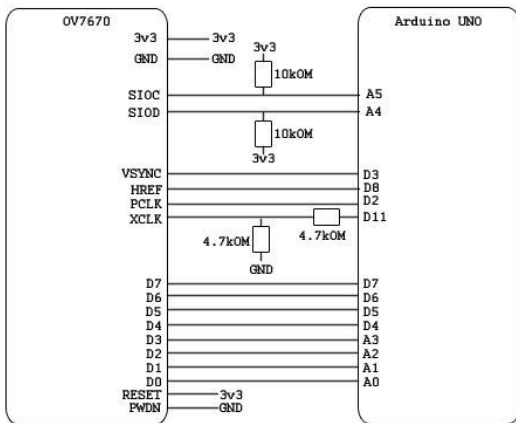 OV7670 Arduino UNO
3v3 3v3 3v3
GND GND
10kOM
SIOC A5
SIOD A4
10kOM
3v3
VSYNC D3
HREF D8
PCLK D2
XCLK D11
4.7kOM 4.7kOM
GND
D7 D7
D6 D6
D5 D5
D4 D4
D3 A3
D2 A2
D1 A1
D0 A0
RESET 3v3
PWDN GND